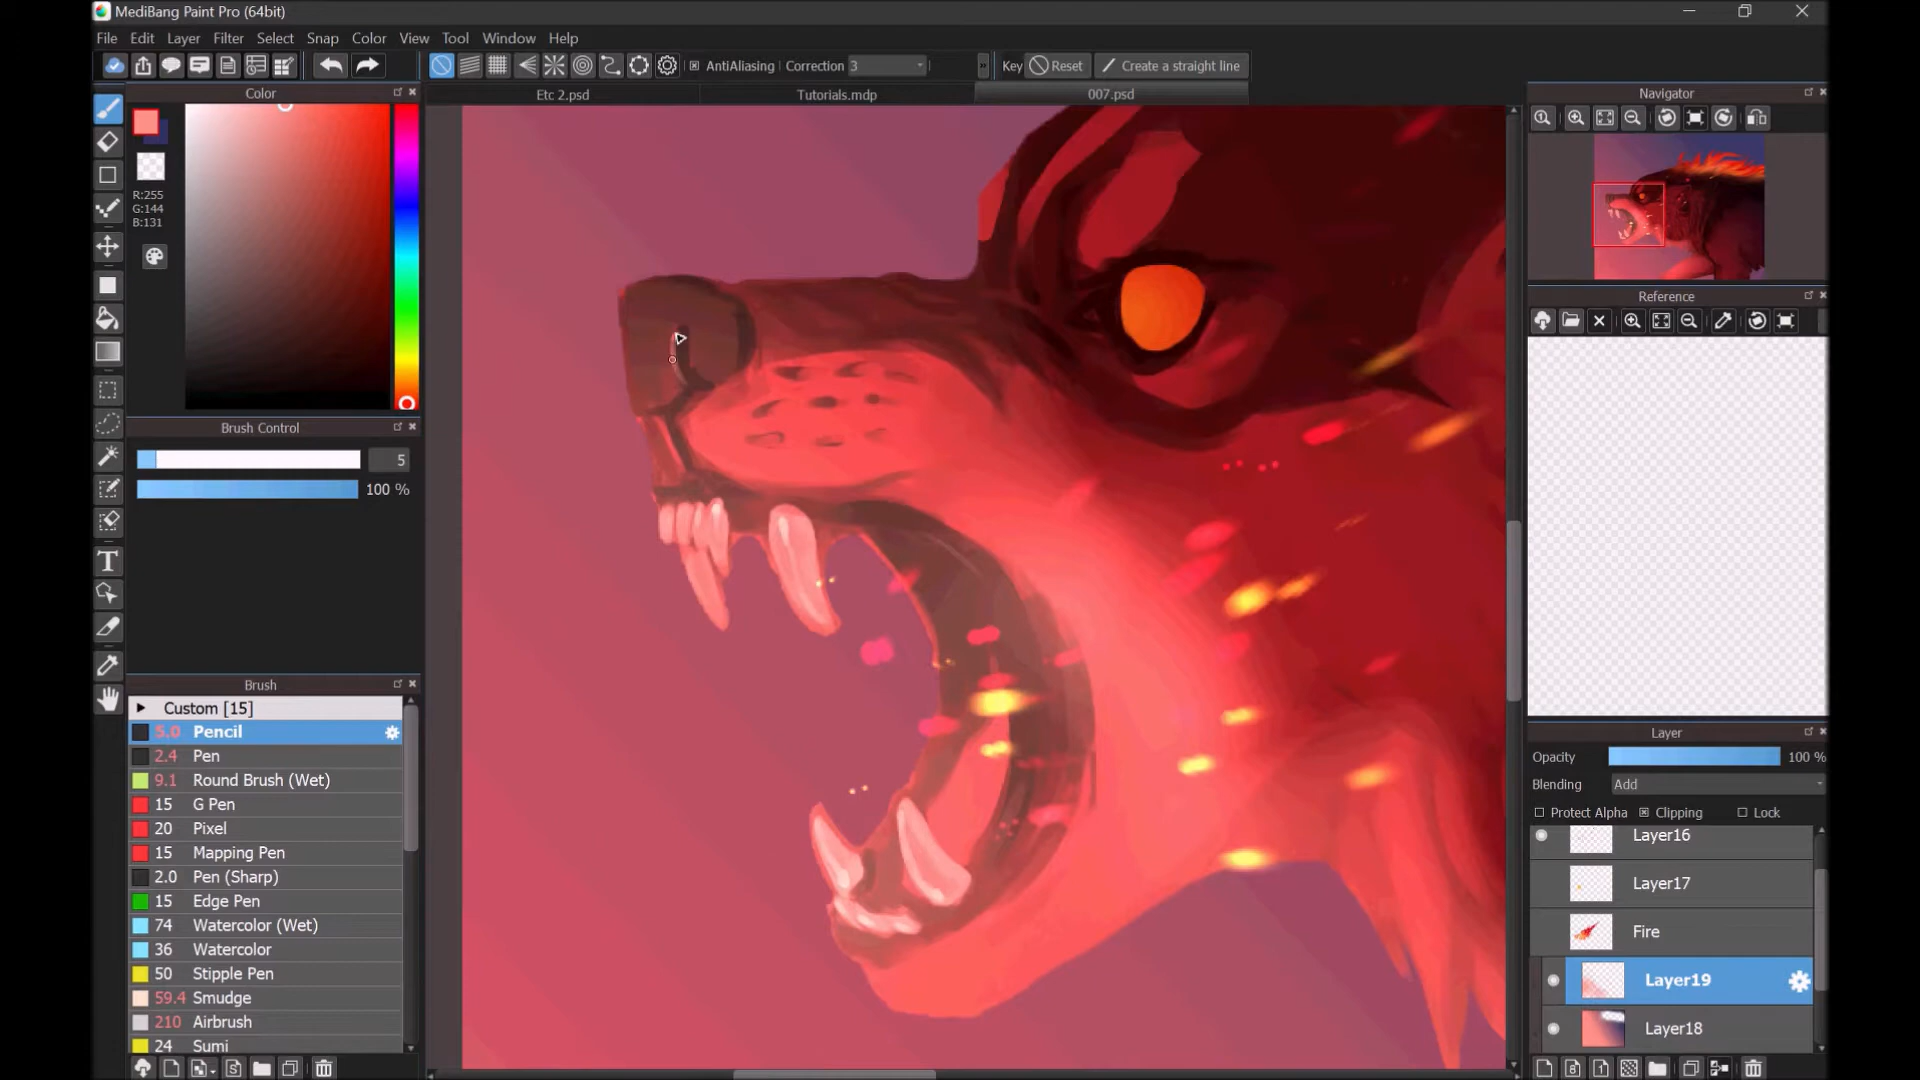 MediBang Paint Pro (64bit)
File Edit Layer Filter Select Snap Color View Tool Window Help
AntiAliasing Correction 3 Key Reset Create a straight line
Color
Etc 2.psd Tutorials.mdp 007.psd
Navigator
R:255
G:144
B:131
Reference
Brush Control
5
100 %
Brush
Custom [15]
5.0 Pencil
2.4 Pen
9.1 Round Brush (Wet)
15 G Pen
20 Pixel
15 Mapping Pen
2.0 Pen (Sharp)
15 Edge Pen
74 Watercolor (Wet)
36 Watercolor
50 Stipple Pen
59.4 Smudge
210 Airbrush
24 Sumi
Layer
Opacity 100 %
Blending Add
Protect Alpha Clipping Lock
Layer16
Layer17
Fire
Layer19
Layer18